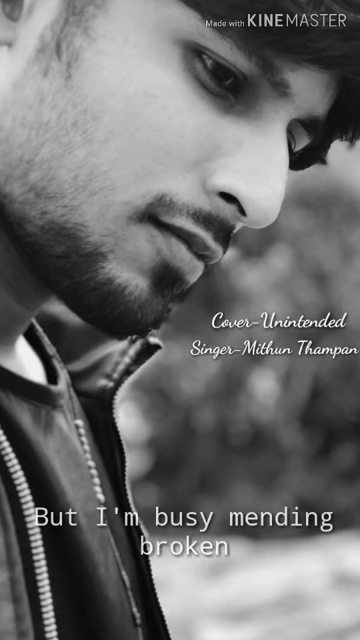 Made with KINEMASTER
Cover-Unintended
Singer-Mithun Thampan
But I'm busy mending
broken